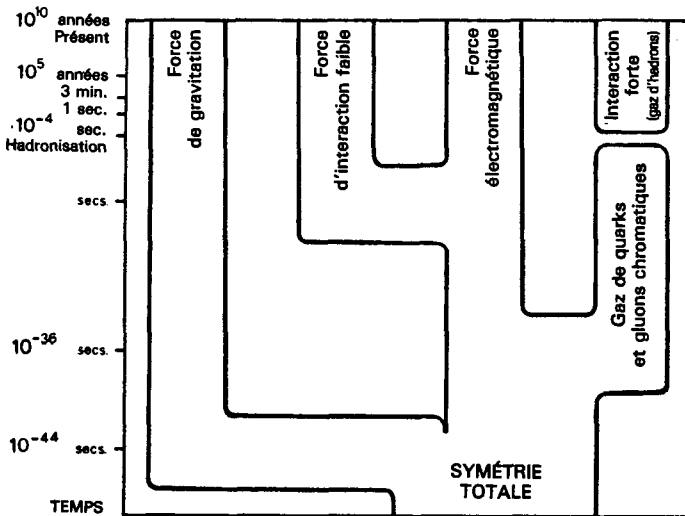 10¹⁰ années
Présent
10⁵ années
3 min.
1 sec.
10⁻⁴ sec.
Hadronisation
secs.
10⁻³⁶ secs.
10⁻⁴⁴ secs.
TEMPS
Force
de gravitation
Force
d'interaction faible
Force
électromagnétique
Interaction
forte
(gaz d'hadrons)
Gaz de quarks
et gluons chromatiques
SYMÉTRIE
TOTALE